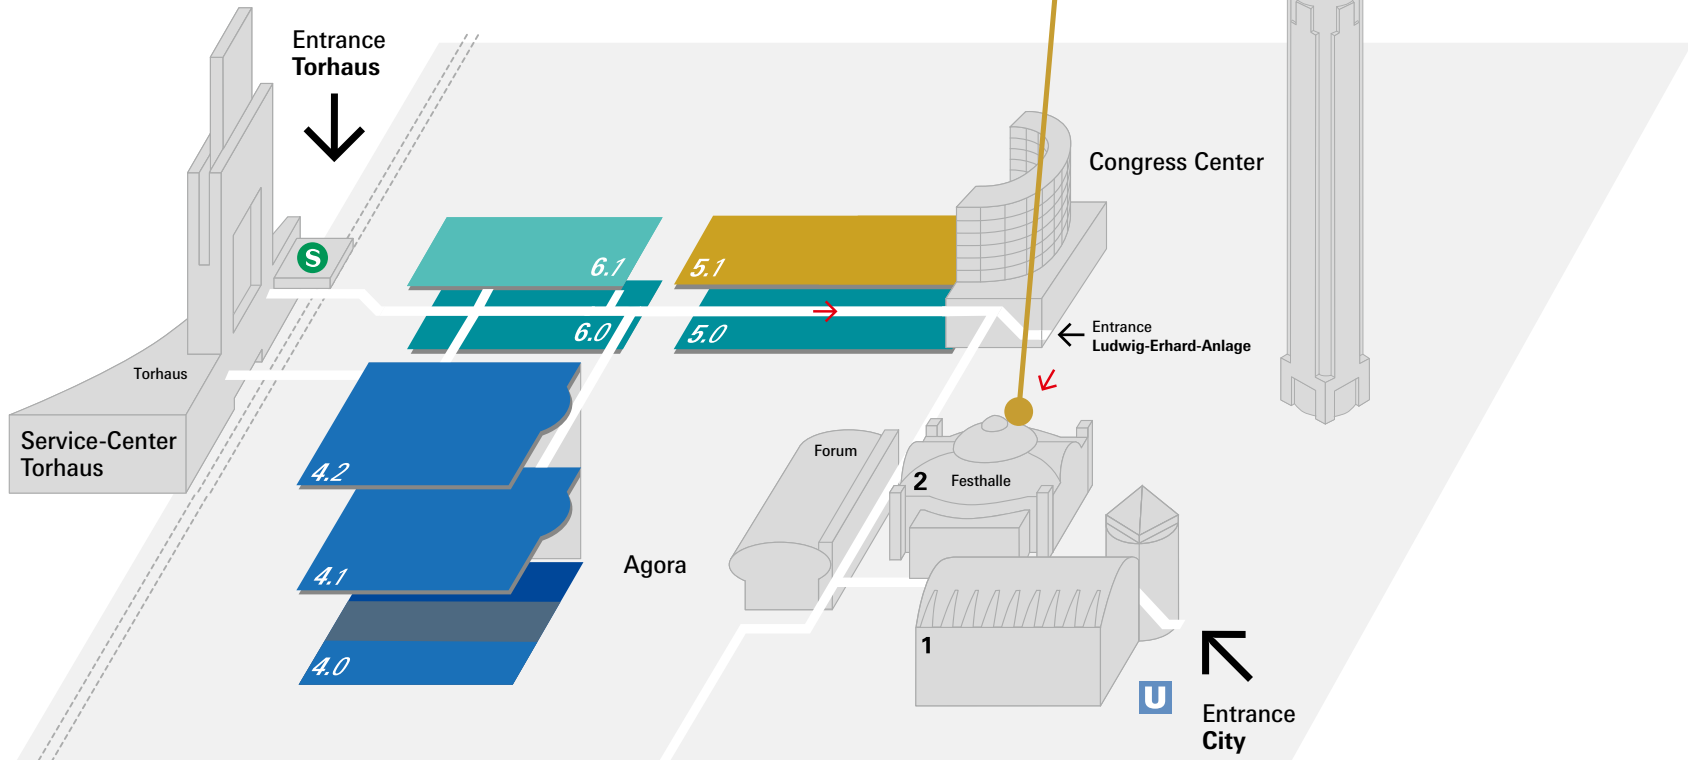 Entrance
Torhaus
Congress Center
S
6.1
5.1
6.0
5.0
Entrance
Ludwig-Erhard-Anlage
Torhaus
Service-Center
Torhaus
4.2
Forum
2 Festhalle
4.1
Agora
1
4.0
U
Entrance
City